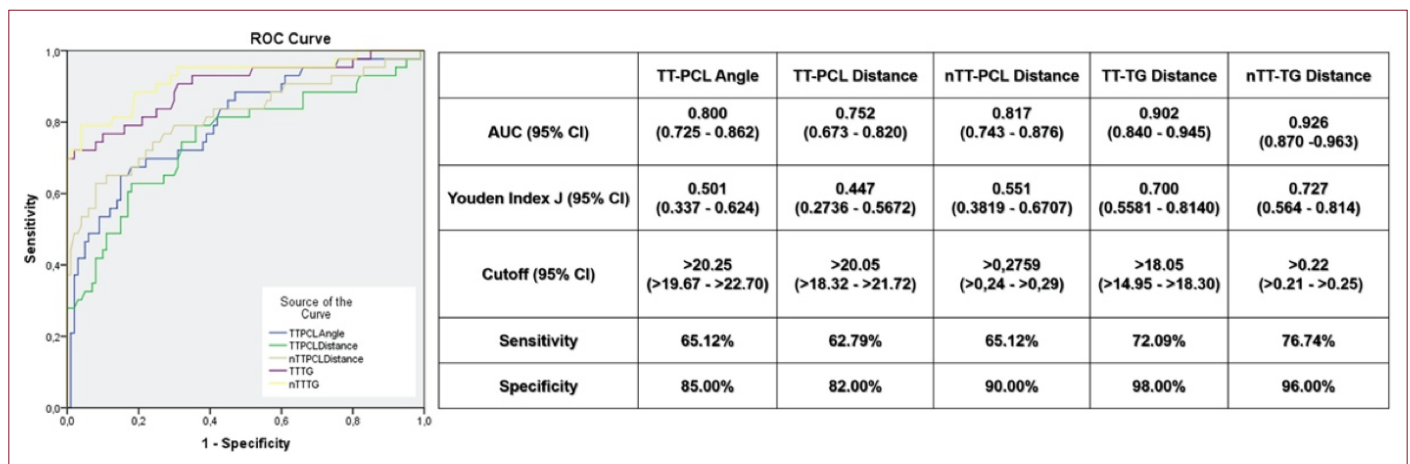 ROC Curve
1,0
0,8
0,6
0,4
0,2
0,0
0,0 0,2 0,4 0,6 0,8 1,0
Sensitivity
1 - Specificity
Source of the
Curve
TTPCLAngle
TTPCLDistance
nTTPCLDistance
TTTG
nTTTG
TT-PCL Angle TT-PCL Distance nTT-PCL Distance TT-TG Distance nTT-TG Distance
AUC (95% CI)
0.800 0.752 0.817 0.902 0.926
(0.725 - 0.862) (0.673 - 0.820) (0.743 - 0.876) (0.840 - 0.945) (0.870 -0.963)
Youden Index J (95% CI)
0.501 0.447 0.551 0.700 0.727
(0.337 - 0.624) (0.2736 - 0.5672) (0.3819 - 0.6707) (0.5581 - 0.8140) (0.564 - 0.814)
Cutoff (95% CI)
>20.25 >20.05 >0,2759 >18.05 >0.22
(>19.67 - >22.70) (>18.32 - >21.72) (>0,24 - >0,29) (>14.95 - >18.30) (>0.21 - >0.25)
Sensitivity 65.12% 62.79% 65.12% 72.09% 76.74%
Specificity 85.00% 82.00% 90.00% 98.00% 96.00%